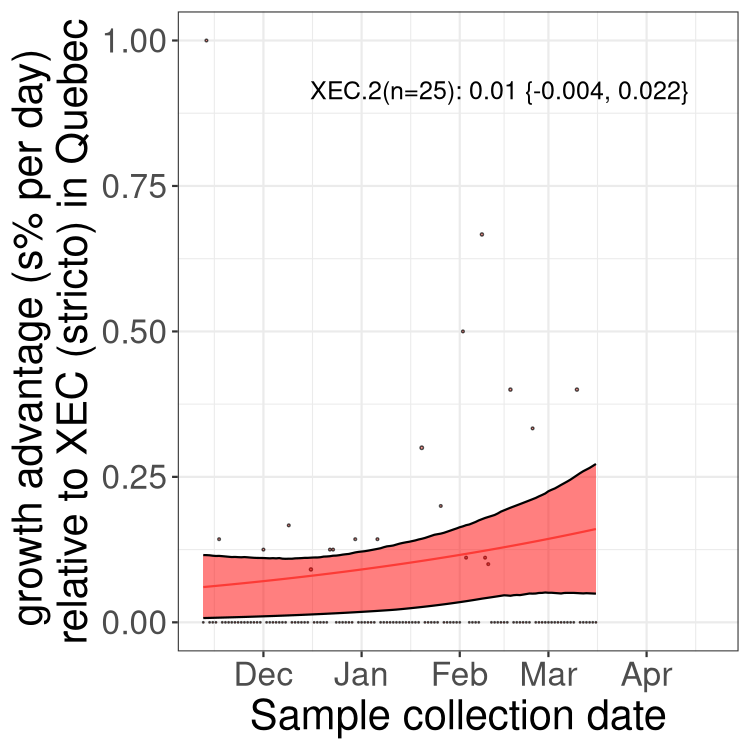 growth advantage (s% per day)
relative to XEC (stricto) in Quebec
1.00
0.75
0.50
0.25
0.00
XEC.2(n=25): 0.01 {-0.004, 0.022}
Dec Jan Feb Mar Apr
Sample collection date